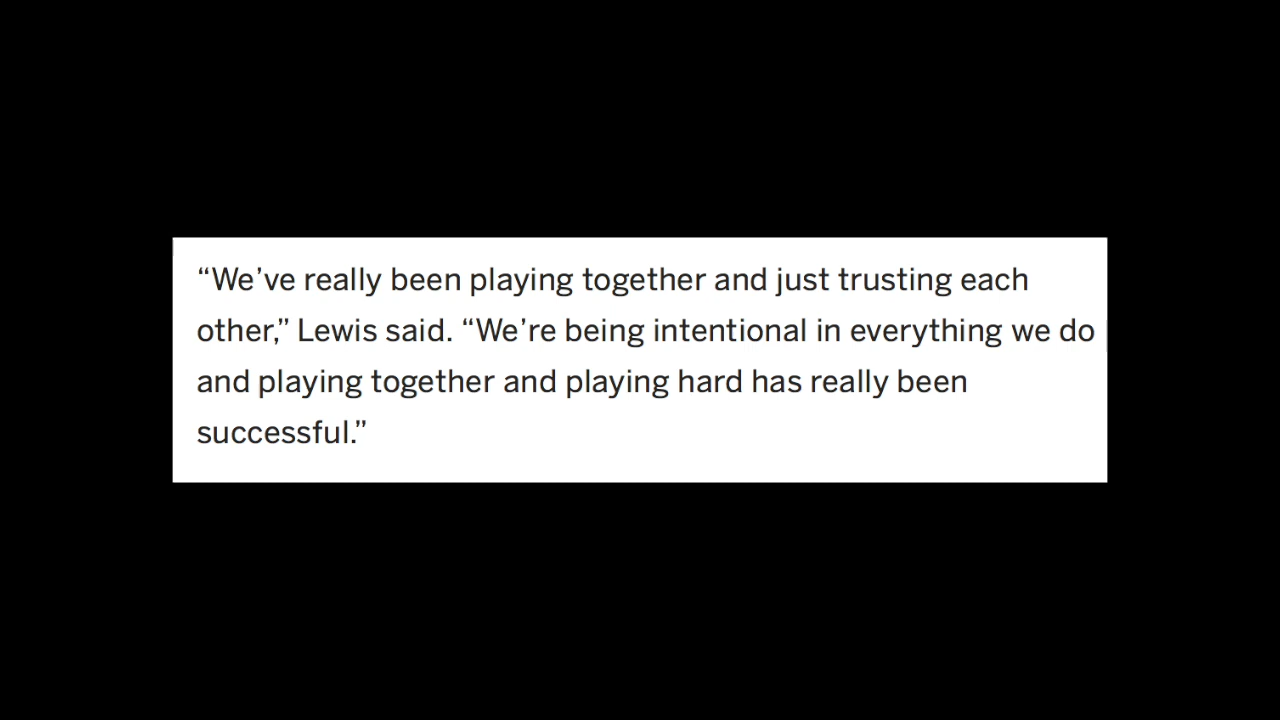 “We’ve really been playing together and just trusting each
other,” Lewis said. “We’re being intentional in everything we do
and playing together and playing hard has really been
successful.”